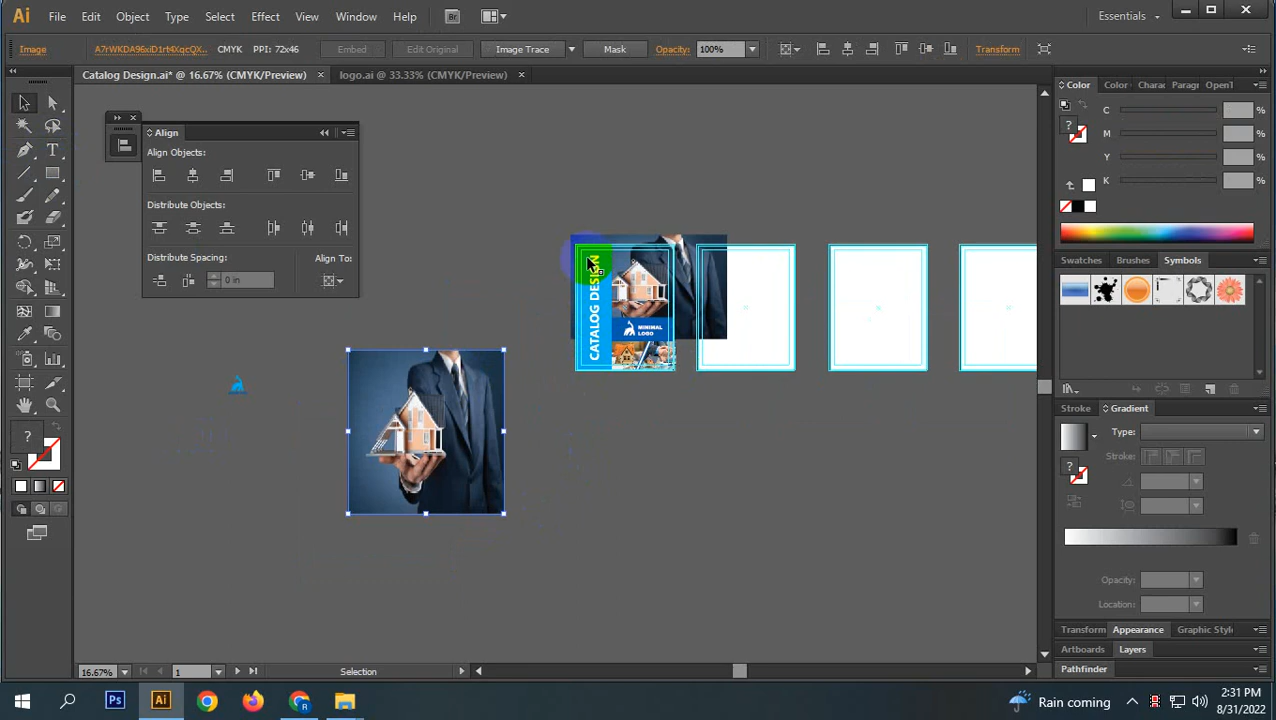 Ai File Edit Object Type Select Effect View Window Help Br Essentials
Image A7rWKDA96xiD1rt4XqcQX... CMYK PPI: 72x46 Embed Edit Original Image Trace Mask Opacity: 100% Transform
Catalog Design.ai* @ 16.67% (CMYK/Preview) × logo.ai @ 33.33% (CMYK/Preview) ×
Color Color Charac Paragr OpenT
C %
M %
Y %
K %
Align
Align Objects:
Distribute Objects:
Distribute Spacing: Align To:
0 in
CATALOG DESIGN
MINIMAL
LOGO
Swatches Brushes Symbols
Stroke Gradient
Type:
Stroke:
Opacity: %
Location: %
Transform Appearance Graphic Style
Artboards Layers
Pathfinder
16.67% 1 Selection
Ps Ai Rain coming 2:31 PM
8/31/2022